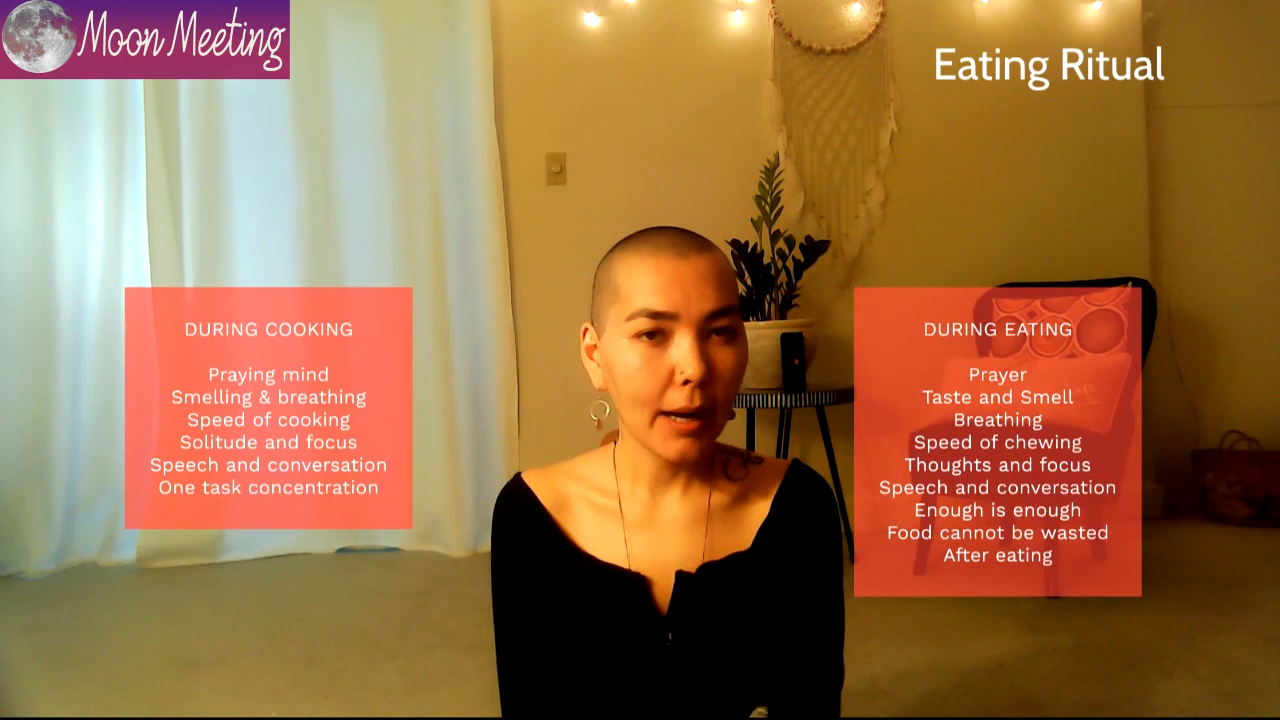 Moon Meeting
Eating Ritual
DURING COOKING
Praying mind
Smelling & breathing
Speed of cooking
Solitude and focus
Speech and conversation
One task concentration
DURING EATING
Prayer
Taste and Smell
Breathing
Speed of chewing
Thoughts and focus
Speech and conversation
Enough is enough
Food cannot be wasted
After eating